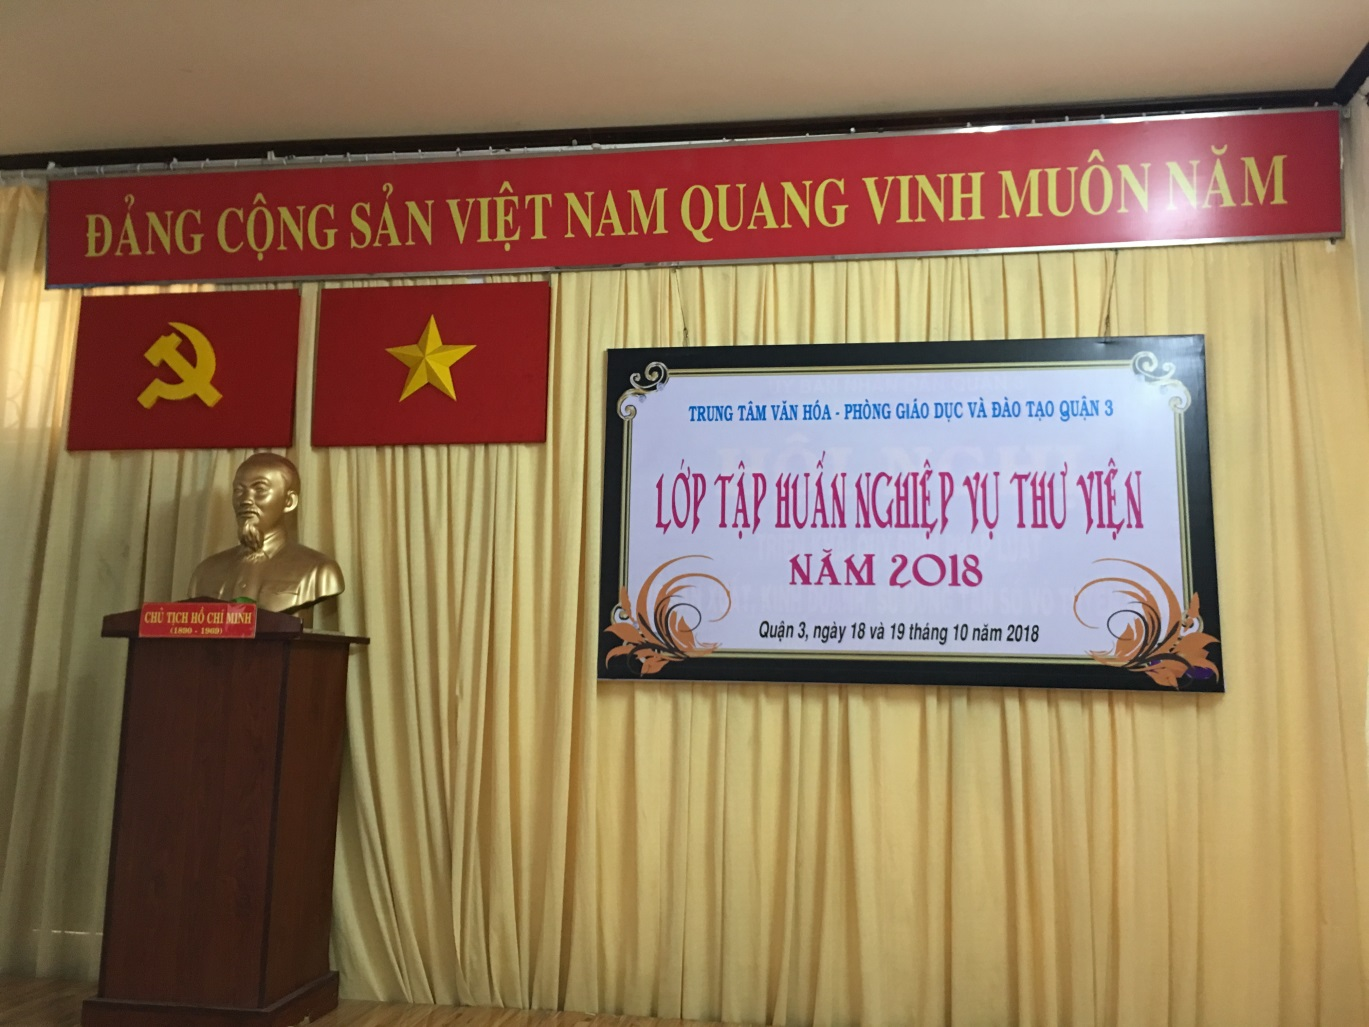 ĐẢNG CỘNG SẢN VIỆT NAM QUANG VINH MUÔN NĂM
TRUNG TÂM VĂN HÓA - PHÒNG GIÁO DỤC VÀ ĐÀO TẠO QUẬN 3
LỚP TẬP HUẤN NGHIỆP VỤ THƯ VIỆN
NĂM 2018
Quận 3, ngày 18 và 19 tháng 10 năm 2018
CHỦ TỊCH HỒ CHÍ MINH
(1890 - 1969)